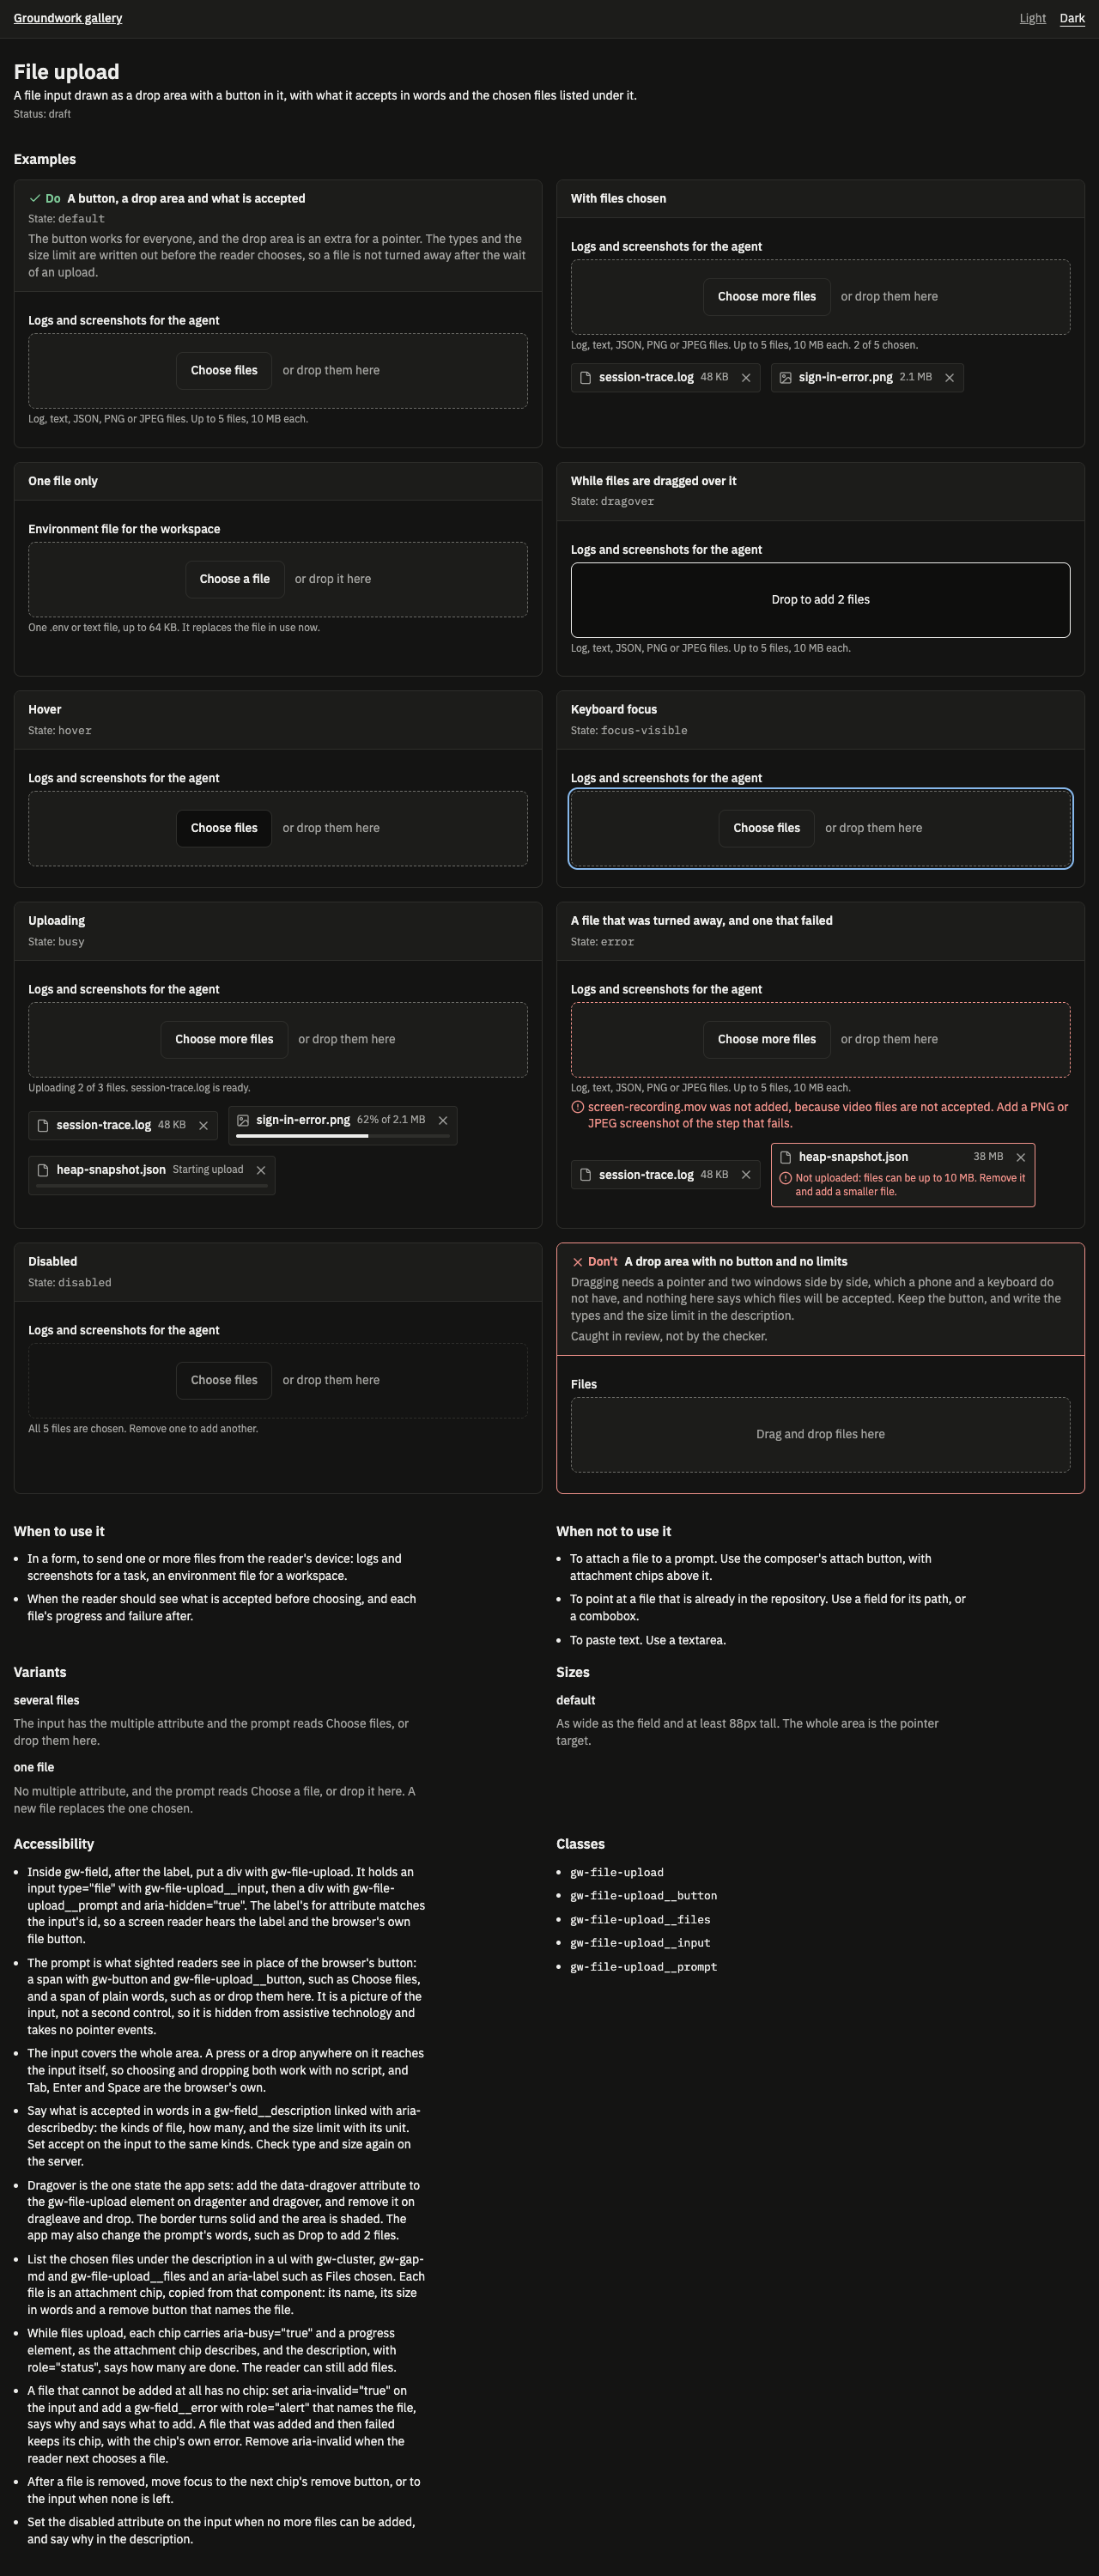 Groundwork gallery
Light
Dark
File upload
A file input drawn as a drop area with a button in it, with what it accepts in words and the chosen files listed under it.
Status: draft
Examples
Do A button, a drop area and what is accepted
State: default
The button works for everyone, and the drop area is an extra for a pointer. The types and the
size limit are written out before the reader chooses, so a file is not turned away after the wait
of an upload.
Logs and screenshots for the agent
Choose files or drop them here
Log, text, JSON, PNG or JPEG files. Up to 5 files, 10 MB each.
With files chosen
Logs and screenshots for the agent
Choose more files or drop them here
Log, text, JSON, PNG or JPEG files. Up to 5 files, 10 MB each. 2 of 5 chosen.
session-trace.log 48 KB
sign-in-error.png 2.1 MB
One file only
Environment file for the workspace
Choose a file or drop it here
One .env or text file, up to 64 KB. It replaces the file in use now.
While files are dragged over it
State: dragover
Logs and screenshots for the agent
Drop to add 2 files
Log, text, JSON, PNG or JPEG files. Up to 5 files, 10 MB each.
Hover
State: hover
Logs and screenshots for the agent
Choose files or drop them here
Keyboard focus
State: focus-visible
Logs and screenshots for the agent
Choose files or drop them here
Uploading
State: busy
Logs and screenshots for the agent
Choose more files or drop them here
Uploading 2 of 3 files. session-trace.log is ready.
session-trace.log 48 KB
sign-in-error.png 62% of 2.1 MB
heap-snapshot.json Starting upload
A file that was turned away, and one that failed
State: error
Logs and screenshots for the agent
Choose more files or drop them here
Log, text, JSON, PNG or JPEG files. Up to 5 files, 10 MB each.
screen-recording.mov was not added, because video files are not accepted. Add a PNG or
JPEG screenshot of the step that fails.
session-trace.log 48 KB
heap-snapshot.json 38 MB
Not uploaded: files can be up to 10 MB. Remove it
and add a smaller file.
Disabled
State: disabled
Logs and screenshots for the agent
Choose files or drop them here
All 5 files are chosen. Remove one to add another.
Don't A drop area with no button and no limits
Dragging needs a pointer and two windows side by side, which a phone and a keyboard do
not have, and nothing here says which files will be accepted. Keep the button, and write the
types and the size limit in the description.
Caught in review, not by the checker.
Files
Drag and drop files here
When to use it
In a form, to send one or more files from the reader's device: logs and
screenshots for a task, an environment file for a workspace.
When the reader should see what is accepted before choosing, and each
file's progress and failure after.
When not to use it
To attach a file to a prompt. Use the composer's attach button, with
attachment chips above it.
To point at a file that is already in the repository. Use a field for its path, or
a combobox.
To paste text. Use a textarea.
Variants
several files
The input has the multiple attribute and the prompt reads Choose files, or
drop them here.
one file
No multiple attribute, and the prompt reads Choose a file, or drop it here. A
new file replaces the one chosen.
Sizes
default
As wide as the field and at least 88px tall. The whole area is the pointer
target.
Accessibility
Inside gw-field, after the label, put a div with gw-file-upload. It holds an
input type="file" with gw-file-upload__input, then a div with gw-file-
upload__prompt and aria-hidden="true". The label's for attribute matches
the input's id, so a screen reader hears the label and the browser's own
file button.
The prompt is what sighted readers see in place of the browser's button:
a span with gw-button and gw-file-upload__button, such as Choose files,
and a span of plain words, such as or drop them here. It is a picture of the
input, not a second control, so it is hidden from assistive technology and
takes no pointer events.
The input covers the whole area. A press or a drop anywhere on it reaches
the input itself, so choosing and dropping both work with no script, and
Tab, Enter and Space are the browser's own.
Say what is accepted in words in a gw-field__description linked with aria-
describedby: the kinds of file, how many, and the size limit with its unit.
Set accept on the input to the same kinds. Check type and size again on
the server.
Dragover is the one state the app sets: add the data-dragover attribute to
the gw-file-upload element on dragenter and dragover, and remove it on
dragleave and drop. The border turns solid and the area is shaded. The
app may also change the prompt's words, such as Drop to add 2 files.
List the chosen files under the description in a ul with gw-cluster, gw-gap-
md and gw-file-upload__files and an aria-label such as Files chosen. Each
file is an attachment chip, copied from that component: its name, its size
in words and a remove button that names the file.
While files upload, each chip carries aria-busy="true" and a progress
element, as the attachment chip describes, and the description, with
role="status", says how many are done. The reader can still add files.
A file that cannot be added at all has no chip: set aria-invalid="true" on
the input and add a gw-field__error with role="alert" that names the file,
says why and says what to add. A file that was added and then failed
keeps its chip, with the chip's own error. Remove aria-invalid when the
reader next chooses a file.
After a file is removed, move focus to the next chip's remove button, or to
the input when none is left.
Set the disabled attribute on the input when no more files can be added,
and say why in the description.
Classes
gw-file-upload
gw-file-upload__button
gw-file-upload__files
gw-file-upload__input
gw-file-upload__prompt